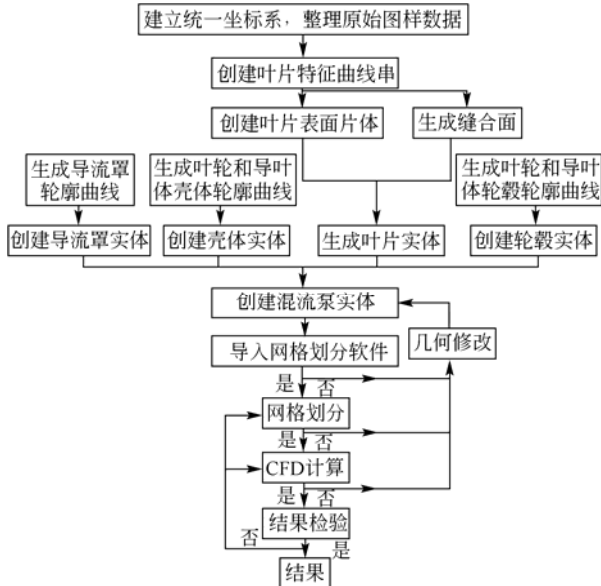 建立统一坐标系，整理原始图样数据
创建叶片特征曲线串
创建叶片表面片体
生成缝合面
生成导流罩
轮廓曲线
生成叶轮和导叶
体壳体轮廓曲线
生成叶轮和导叶
体轮毂轮廓曲线
创建导流罩实体
创建壳体实体
生成叶片实体
创建轮毂实体
创建混流泵实体
导入网格划分软件
几何修改
是
否
网格划分
是
否
CFD计算
是
否
结果检验
否
是
结果